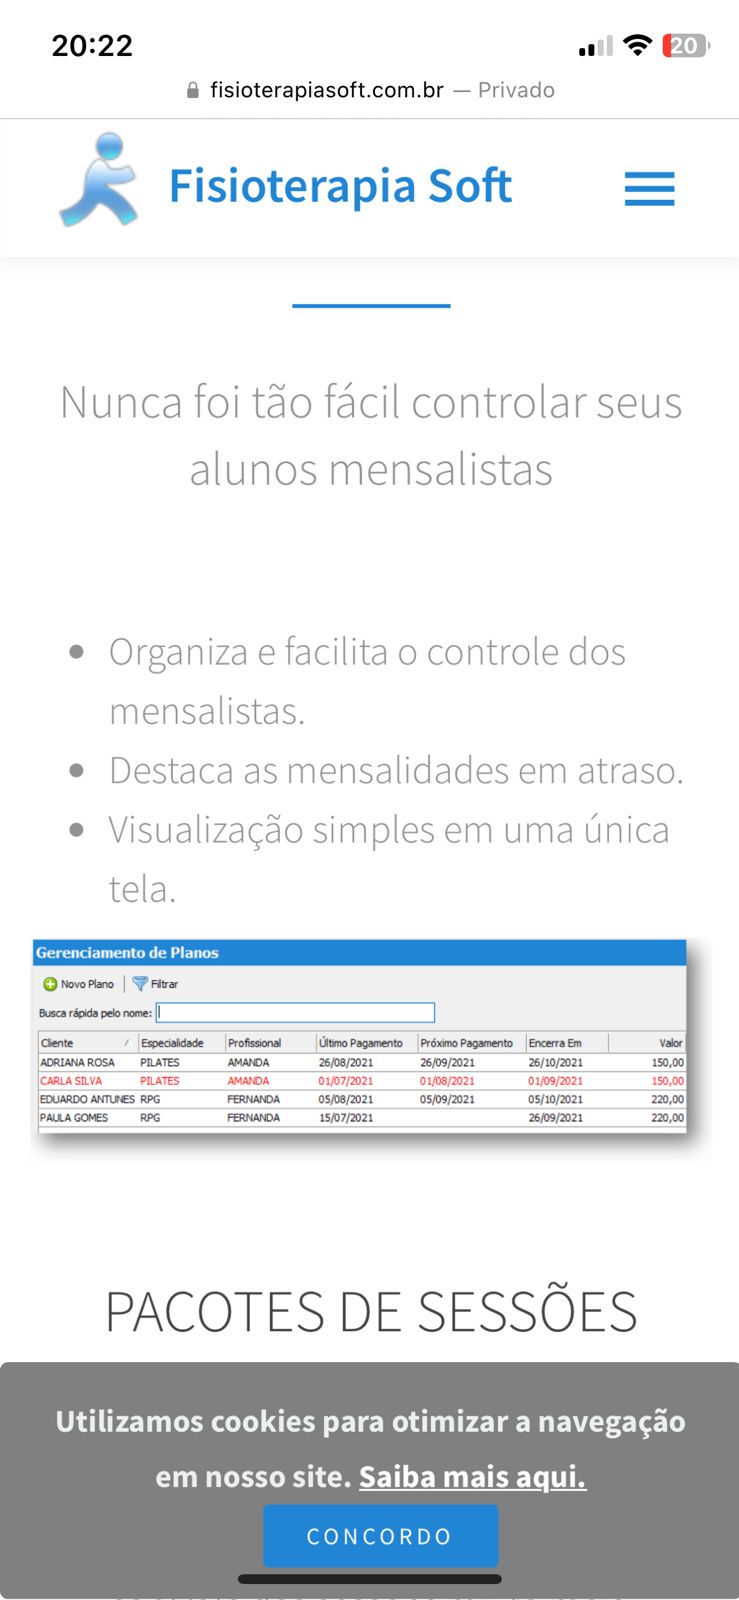 20:22
20
fisioterapiasoft.com.br — Privado
Fisioterapia Soft
Nunca foi tão fácil controlar seus
alunos mensalistas
• Organiza e facilita o controle dos
mensalistas.
• Destaca as mensalidades em atraso.
• Visualização simples em uma única
tela.
Gerenciamento de Planos
Novo Plano Filtrar
Busca rápida pelo nome:
Cliente Especialidade Profissional Último Pagamento Próximo Pagamento Encerra Em Valor
ADRIANA ROSA PILATES AMANDA 26/08/2021 26/09/2021 26/10/2021 150,00
CARLA SILVA PILATES AMANDA 01/07/2021 01/08/2021 01/09/2021 150,00
EDUARDO ANTUNES RPG FERNANDA 05/08/2021 05/09/2021 05/10/2021 220,00
PAULA GOMES RPG FERNANDA 15/07/2021 26/09/2021 220,00
PACOTES DE SESSÕES
Utilizamos cookies para otimizar a navegação
em nosso site. Saiba mais aqui.
CONCORDO